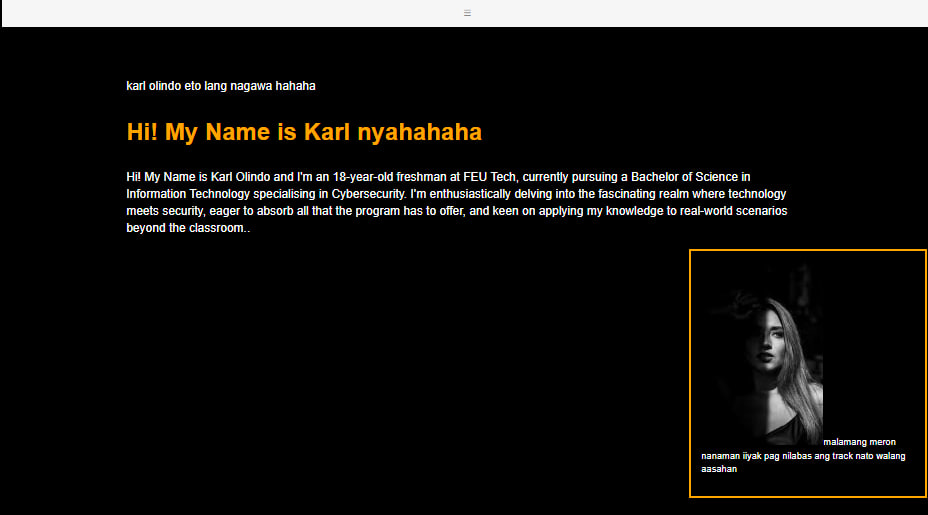 karl olindo eto lang nagawa hahaha
Hi! My Name is Karl nyahahaha
Hi! My Name is Karl Olindo and I'm an 18-year-old freshman at FEU Tech, currently pursuing a Bachelor of Science in
Information Technology specialising in Cybersecurity. I'm enthusiastically delving into the fascinating realm where technology
meets security, eager to absorb all that the program has to offer, and keen on applying my knowledge to real-world scenarios
beyond the classroom..
malamang meron
nanaman iiyak pag nilabas ang track nato walang
aasahan